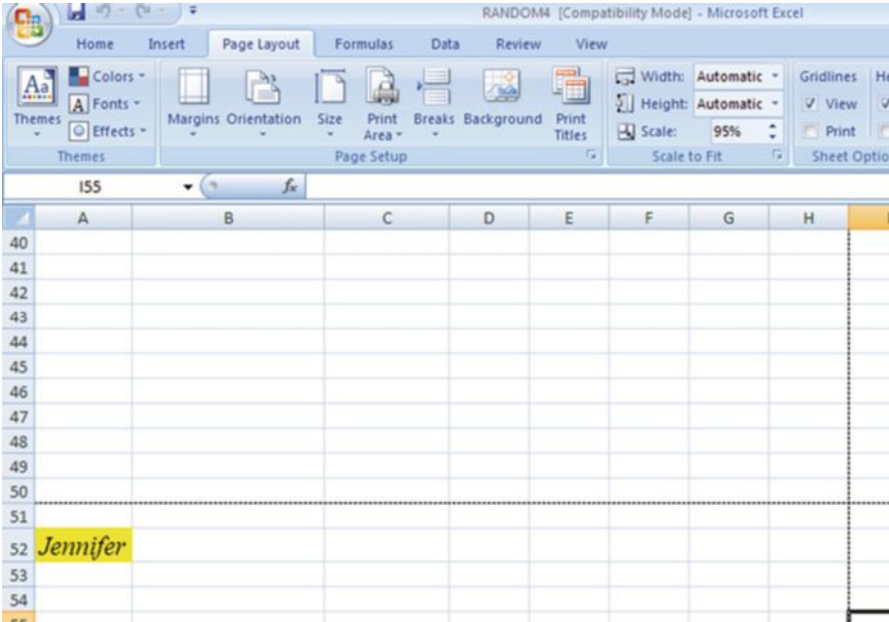 RANDOM4 [Compatibility Mode] - Microsoft Excel
Home Insert Page Layout Formulas Data Review View
Colors
Fonts
Effects
Themes
Margins Orientation Size Print Area Breaks Background Print Titles
Width: Automatic
Height: Automatic
Scale: 95%
Gridlines
View
Print
Themes Page Setup Scale to Fit Sheet Optio
I55 fx
A B C D E F G H
40
41
42
43
44
45
46
47
48
49
50
51
52 Jennifer
53
54
55